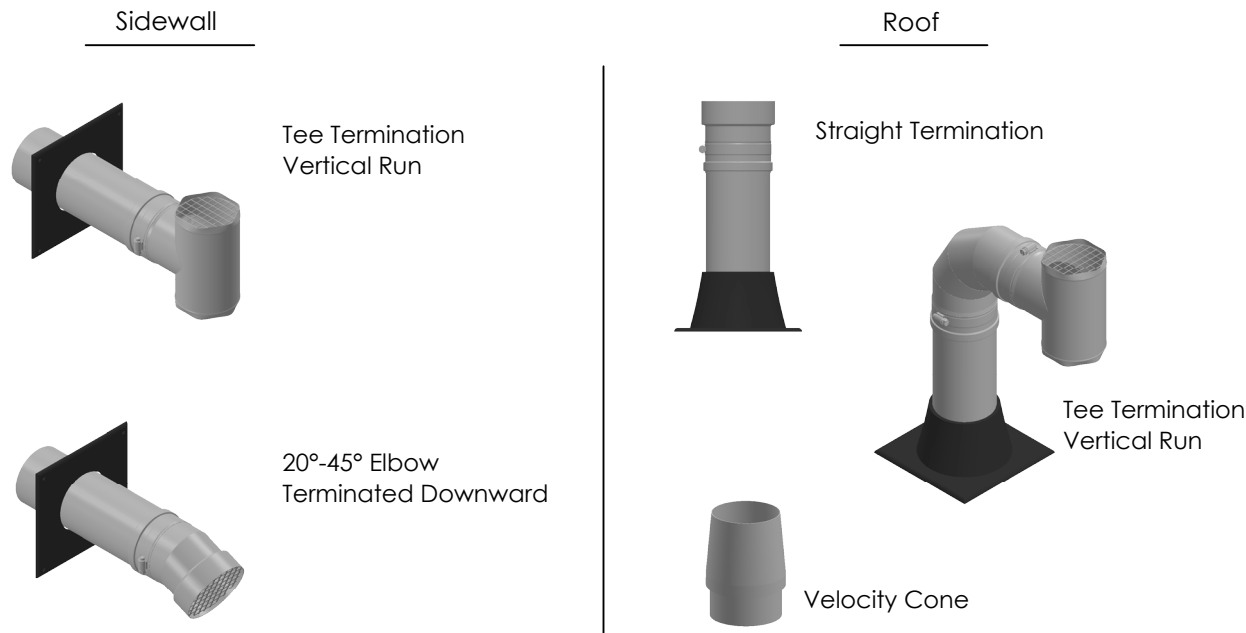 Sidewall
Tee Termination
Vertical Run
20°-45° Elbow
Terminated Downward
Roof
Straight Termination
Tee Termination
Vertical Run
Velocity Cone